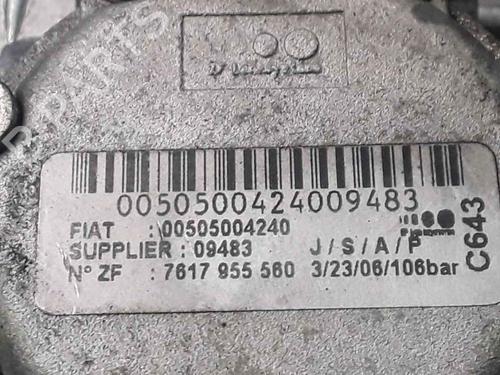 0050500424009483
FIAT : 00505004240
SUPPLIER : 09483 J / S / A / P
N° ZF : 7617 955 560 3/23/06/106bar
C643